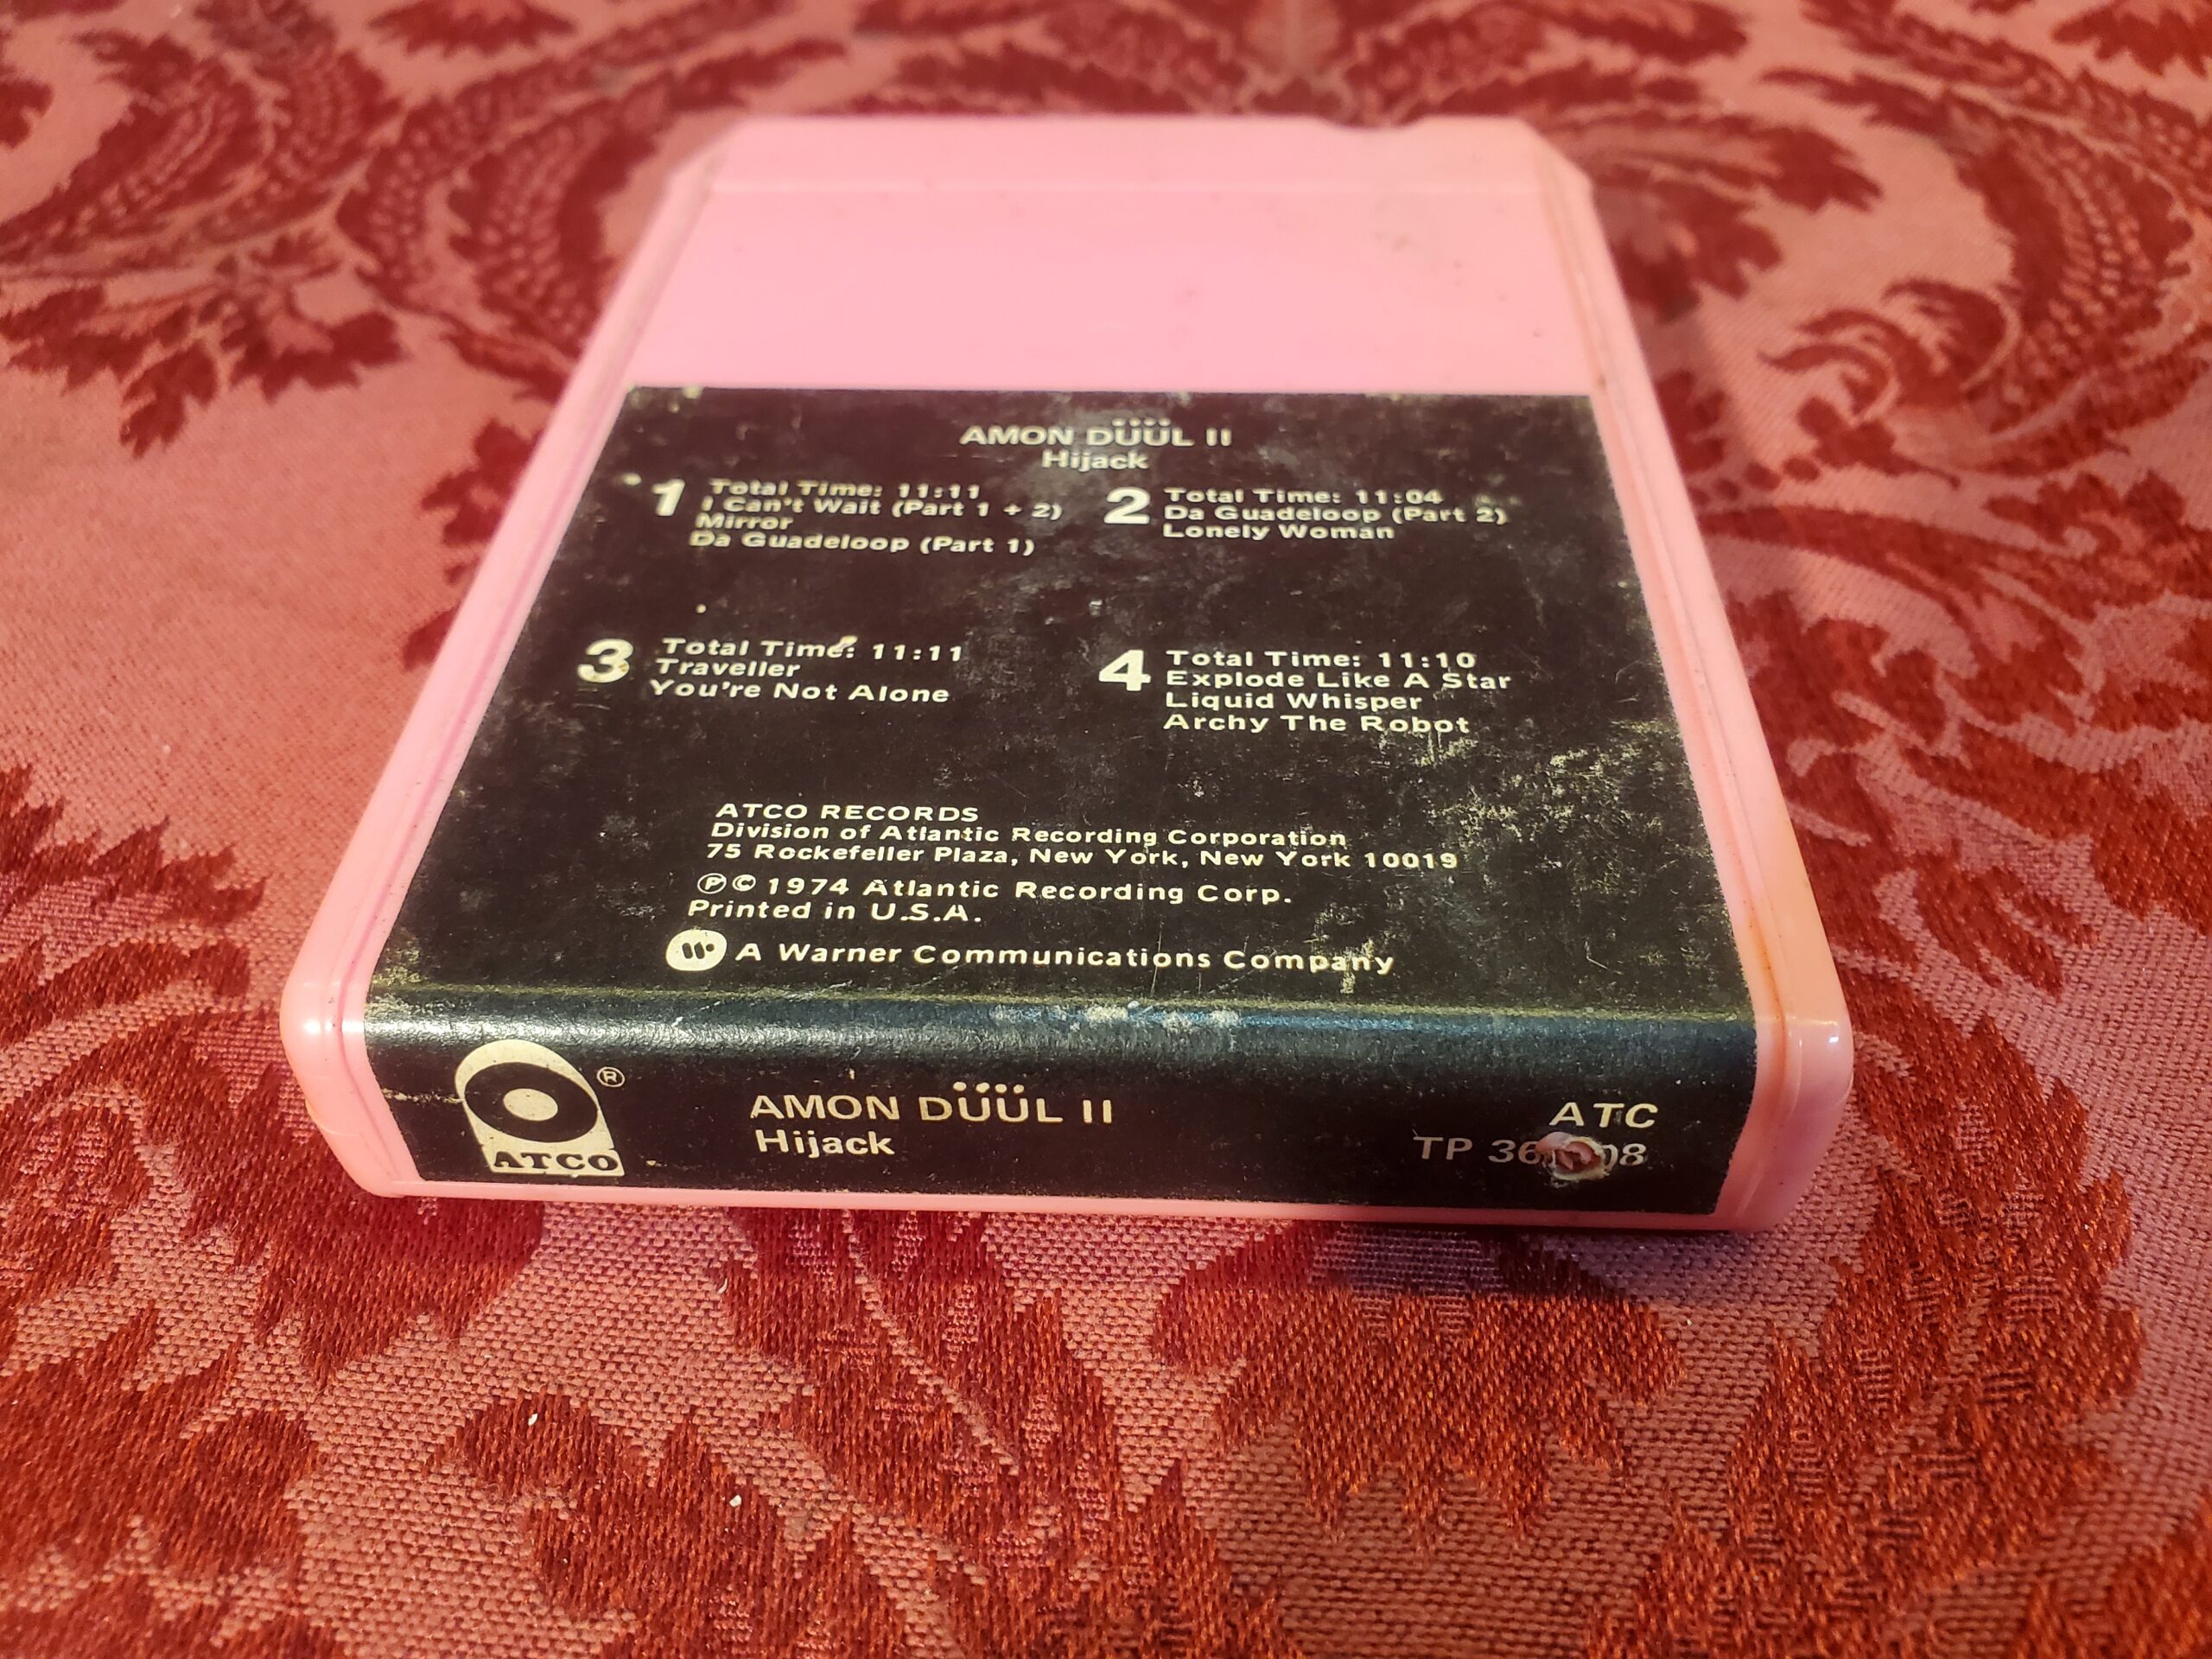 AMON DÜÜL II
Hijack
1 Total Time: 11:11
I Can't Wait (Part 1 + 2)
Mirror
Da Guadeloop (Part 1)
2 Total Time: 11:04
Da Guadeloop (Part 2)
Lonely Woman
3 Total Time: 11:11
Traveller
You're Not Alone
4 Total Time: 11:10
Explode Like A Star
Liquid Whisper
Archy The Robot
ATCO RECORDS
Division of Atlantic Recording Corporation
75 Rockefeller Plaza, New York, New York 10019
℗© 1974 Atlantic Recording Corp.
Printed in U.S.A.
A Warner Communications Company
ATCO ®
AMON DÜÜL II
Hijack
ATC
TP